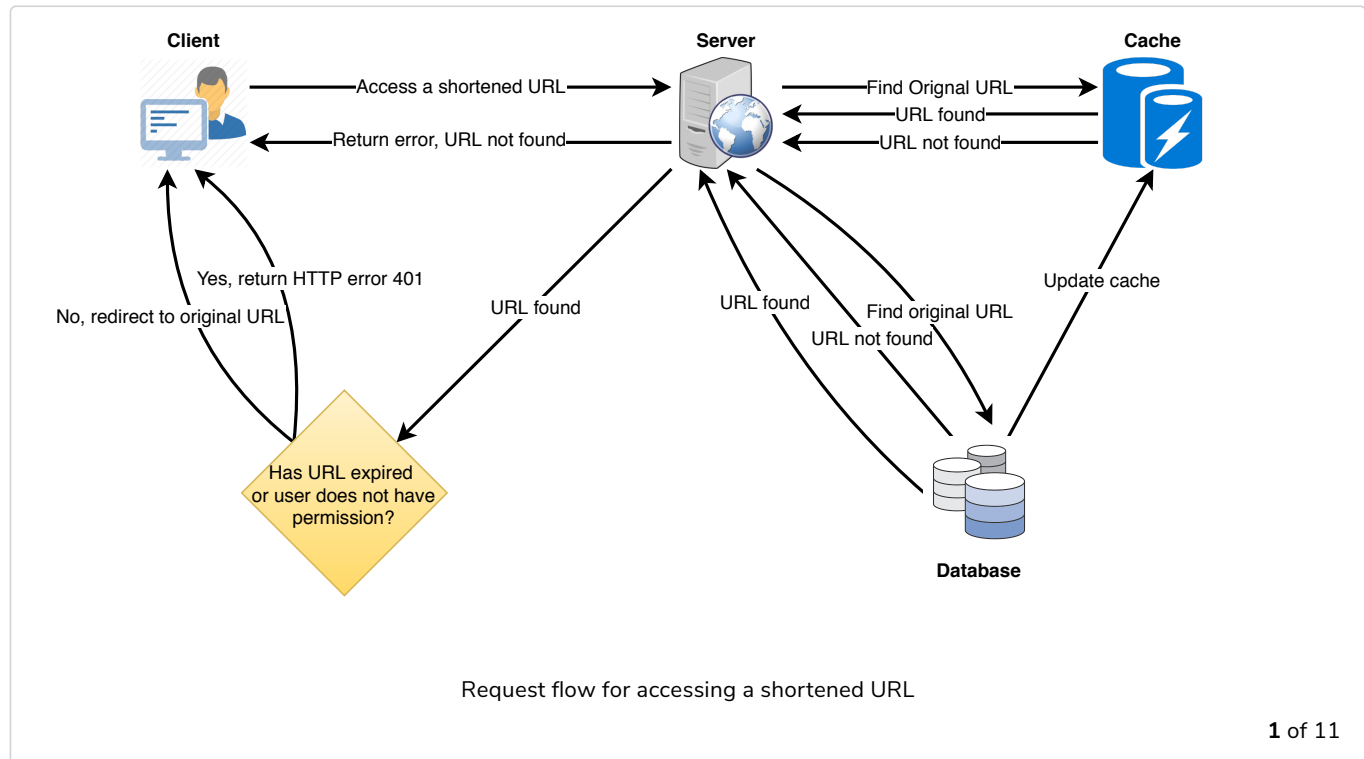 Client
Server
Cache
Access a shortened URL
Find Orignal URL
URL found
Return error, URL not found
URL not found
Yes, return HTTP error 401
No, redirect to original URL
URL found
URL found
Find original URL
URL not found
Update cache
Has URL expired
or user does not have
permission?
Database
Request flow for accessing a shortened URL
1 of 11